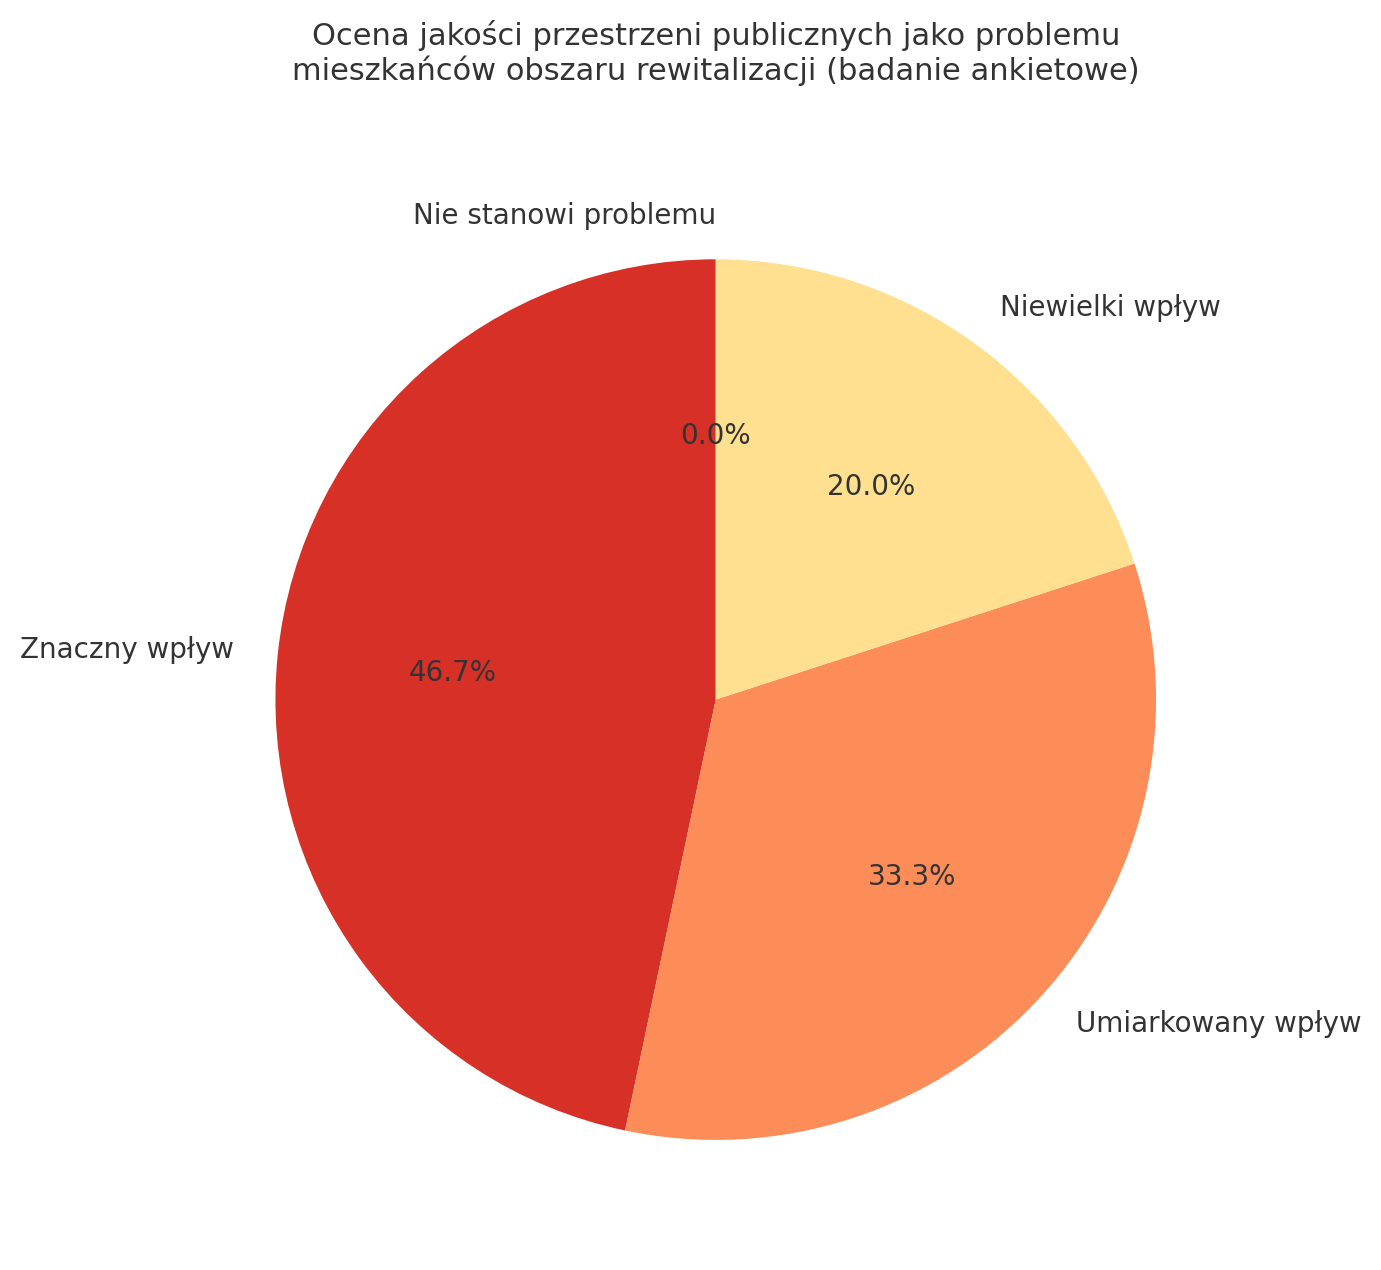 Ocena jakości przestrzeni publicznych jako problemu
mieszkańców obszaru rewitalizacji (badanie ankietowe)
Nie stanowi problemu
Niewielki wpływ
0.0%
20.0%
Znaczny wpływ
46.7%
33.3%
Umiarkowany wpływ